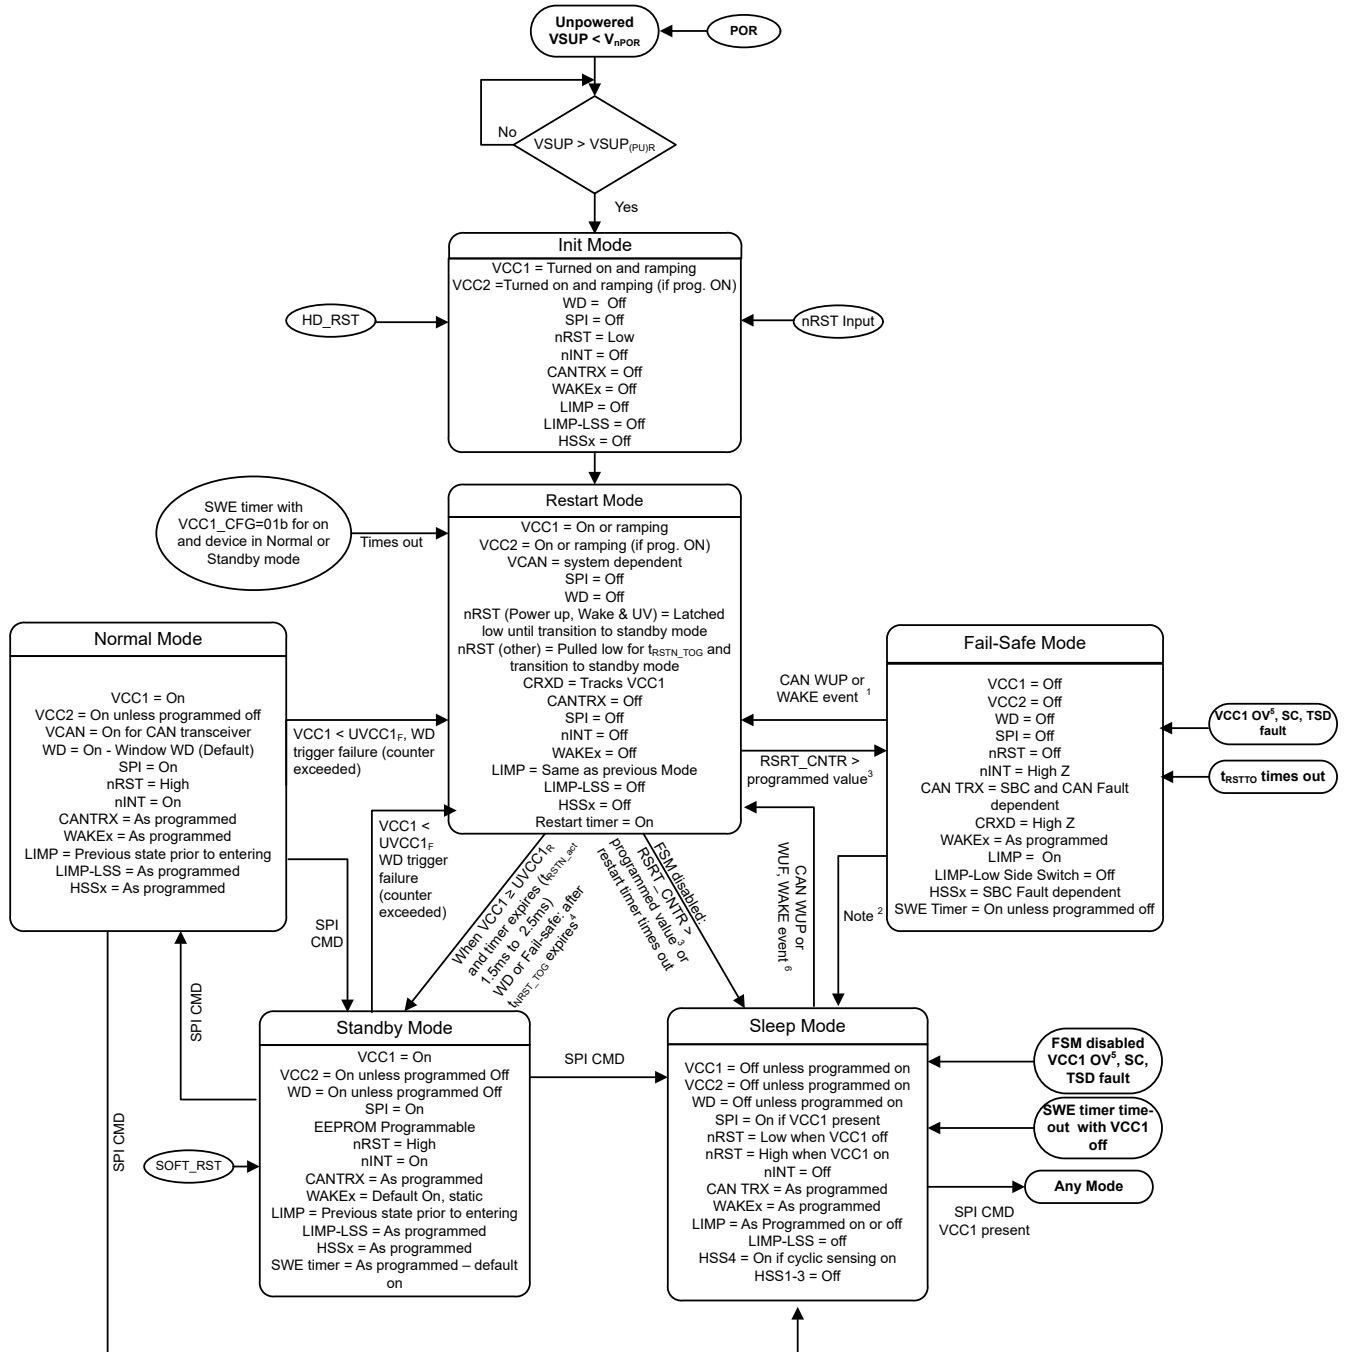 Unpowered
VSUP < VnPOR
POR
No
VSUP > VSUP(PU)R
Yes
Init Mode
VCC1 = Turned on and ramping
VCC2 =Turned on and ramping (if prog. ON)
WD = Off
SPI = Off
nRST = Low
nINT = Off
CANTRX = Off
WAKEx = Off
LIMP = Off
LIMP-LSS = Off
HSSx = Off
HD_RST
nRST Input
SWE timer with
VCC1_CFG=01b for on
and device in Normal or
Standby mode
Times out
Restart Mode
VCC1 = On or ramping
VCC2 = On or ramping (if prog. ON)
VCAN = system dependent
SPI = Off
WD = Off
nRST (Power up, Wake & UV) = Latched
low until transition to standby mode
nRST (other) = Pulled low for tRSTN_TOG and
transition to standby mode
CRXD = Tracks VCC1
CANTRX = Off
SPI = Off
nINT = Off
WAKEx = Off
LIMP = Same as previous Mode
LIMP-LSS = Off
HSSx = Off
Restart timer = On
Normal Mode
VCC1 = On
VCC2 = On unless programmed off
VCAN = On for CAN transceiver
WD = On - Window WD (Default)
SPI = On
nRST = High
nINT = On
CANTRX = As programmed
WAKEx = As programmed
LIMP = Previous state prior to entering
LIMP-LSS = As programmed
HSSx = As programmed
VCC1 < UVCC1F, WD
trigger failure (counter
exceeded)
CAN WUP or
WAKE event 1
RSRT_CNTR >
programmed value3
Fail-Safe Mode
VCC1 = Off
VCC2 = Off
WD = Off
SPI = Off
nRST = Off
nINT = High Z
CAN TRX = SBC and CAN Fault
dependent
CRXD = High Z
WAKEx = As programmed
LIMP = On
LIMP-Low Side Switch = Off
HSSx = SBC Fault dependent
SWE Timer = On unless programmed off
VCC1 OV5, SC, TSD
fault
tRSTTO times out
VCC1 <
UVCC1F
WD trigger
failure
(counter
exceeded)
When VCC1 ≥ UVCC1R
and timer expires (tRSTN_act
1.5ms to 2.5ms)
WD or Fail-safe: after
tNRST_TOG expires4
FSM disabled:
RSRT_CNTR >
programmed value3 or
restart timer times out
CAN WUP or
WUF, WAKE event 6
Note 2
SPI
CMD
SPI CMD
SPI CMD
Standby Mode
VCC1 = On
VCC2 = On unless programmed Off
WD = On unless programmed Off
SPI = On
EEPROM Programmable
nRST = High
nINT = On
CANTRX = As programmed
WAKEx = Default On, static
LIMP = Previous state prior to entering
LIMP-LSS = As programmed
HSSx = As programmed
SWE timer = As programmed – default
on
SOFT_RST
SPI CMD
Sleep Mode
VCC1 = Off unless programmed on
VCC2 = Off unless programmed on
WD = Off unless programmed on
SPI = On if VCC1 present
nRST = Low when VCC1 off
nRST = High when VCC1 on
nINT = Off
CAN TRX = As programmed
WAKEx = As programmed
LIMP = As Programmed on or off
LIMP-LSS = off
HSS4 = On if cyclic sensing on
HSS1-3 = Off
FSM disabled
VCC1 OV5, SC,
TSD fault
SWE timer time-
out with VCC1
off
Any Mode
SPI CMD
VCC1 present